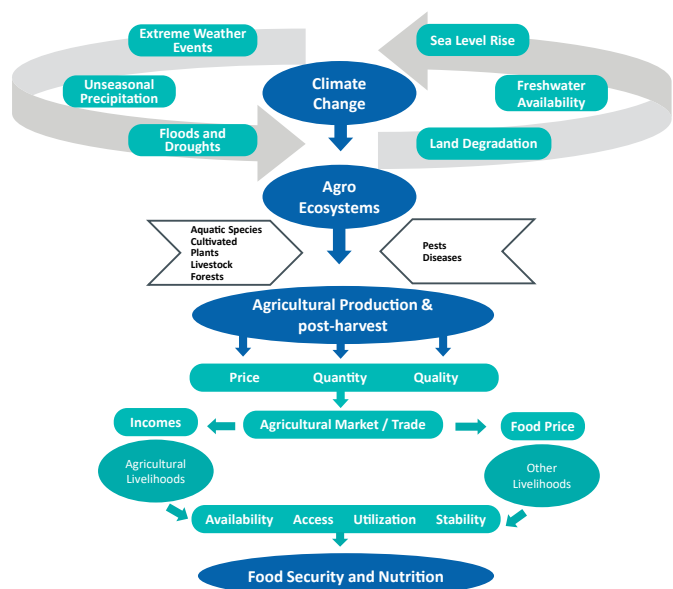 Extreme Weather
Events
Sea Level Rise
Climate
Change
Unseasonal
Precipitation
Freshwater
Availability
Floods and
Droughts
Land Degradation
Agro
Ecosystems
Aquatic Species
Cultivated
Plants
Livestock
Forests
Pests
Diseases
Agricultural Production &
post-harvest
Price Quantity Quality
Incomes
Agricultural Market / Trade
Food Price
Agricultural
Livelihoods
Other
Livelihoods
Availability Access Utilization Stability
Food Security and Nutrition